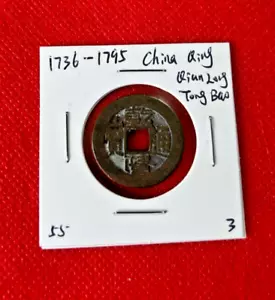 1736--1795 China Qing
Qian Long
Tong Bao
55-
3